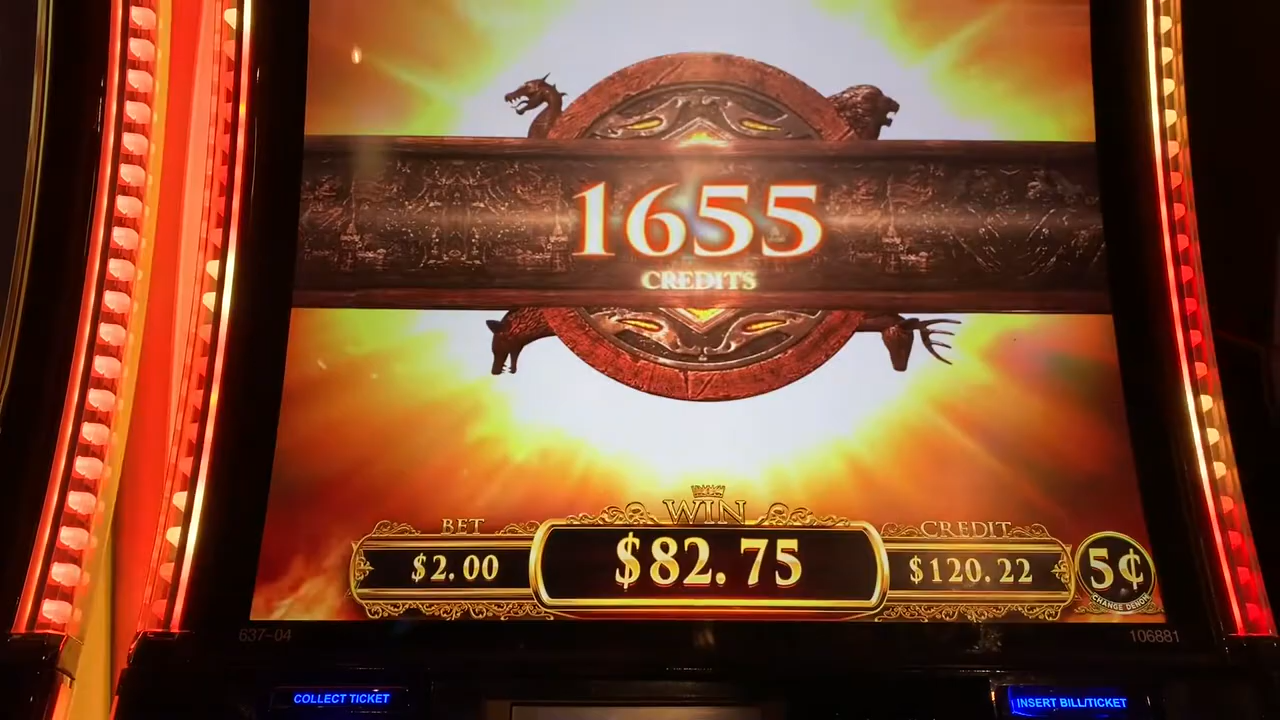 1655
CREDITS
BET
WIN
CREDIT
$2.00
$82.75
$120.22
5¢
CHANGE DENOM
637-04
106881
COLLECT TICKET
INSERT BILL/TICKET